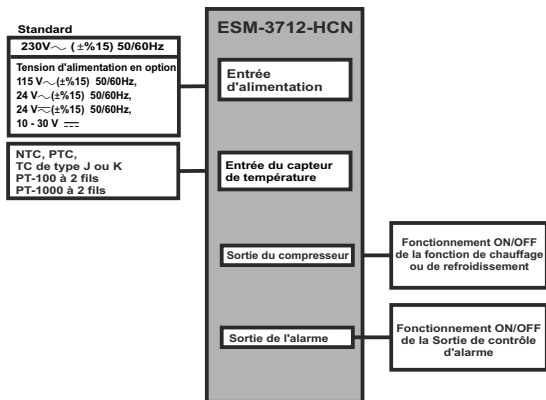 Standard
ESM-3712-HCN
230V～ (±%15) 50/60Hz
Tension d'alimentation en option
115 V～(±%15) 50/60Hz,
24 V～(±%15) 50/60Hz,
24 V⏦(±%15) 50/60Hz,
10 - 30 V ⎓
Entrée
d'alimentation
NTC, PTC,
TC de type J ou K
PT-100 à 2 fils
PT-1000 à 2 fils
Entrée du capteur
de température
Sortie du compresseur
Fonctionnement ON/OFF
de la fonction de chauffage
ou de refroidissement
Sortie de l'alarme
Fonctionnement ON/OFF
de la Sortie de contrôle
d'alarme